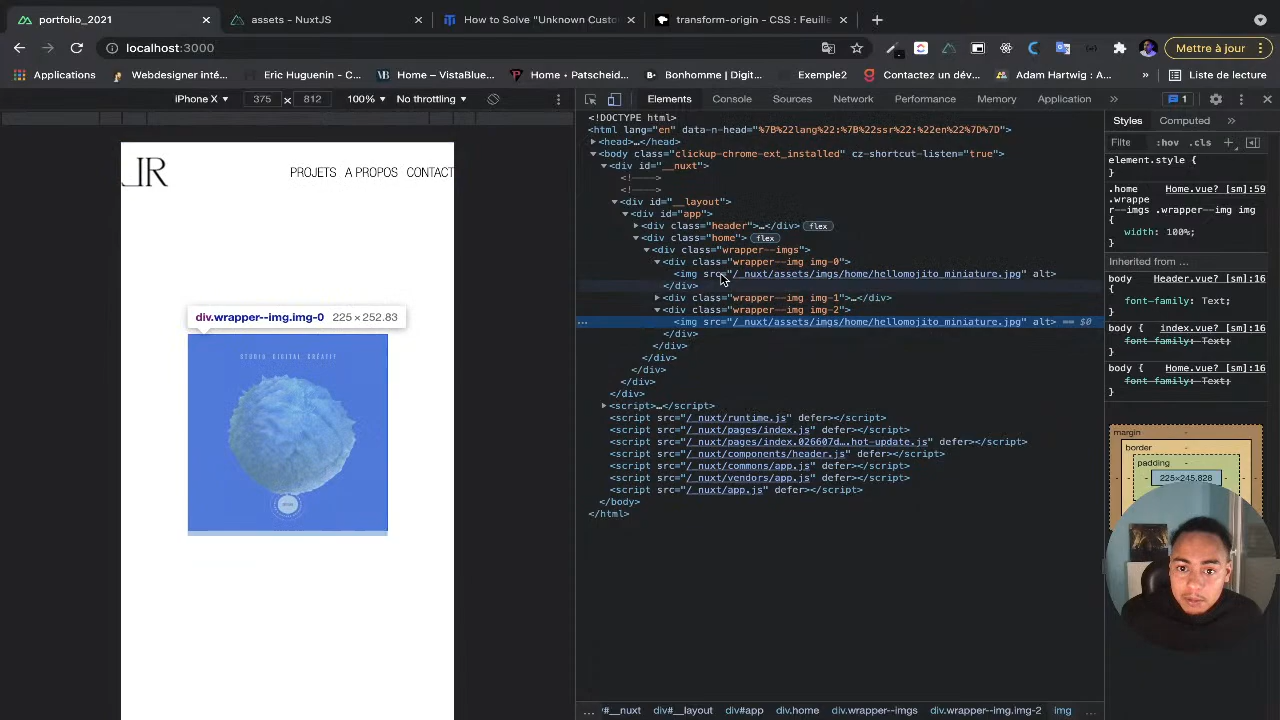 portfolio_2021
assets - NuxtJS
How to Solve "Unknown Custo
transform-origin - CSS : Feuille
localhost:3000
Mettre à jour
Applications
Webdesigner inté...
Eric Huguenin - C...
Home – VistaBlue...
Home • Patscheid...
Bonhomme | Digit...
Exemple2
Contactez un dév...
Adam Hartwig : A...
»
Liste de lecture
iPhone X ▼
375 x 812
100% ▼
No throttling ▼
Elements
Console
Sources
Network
Performance
Memory
Application
»
1
JR
PROJETS A PROPOS CONTACT
div.wrapper--img.img-0 225 × 252.83
STUDIO DIGITAL CRÉATIF
<!DOCTYPE html>
<html lang="en" data-n-head="%7B%22lang%22:%7B%22ssr%22:%22en%22%7D%7D">
<head>…</head>
<body class="clickup-chrome-ext_installed" cz-shortcut-listen="true">
<div id="__nuxt">
<!---->
<!---->
<div id="__layout">
<div id="app">
<div class="header">…</div> flex
<div class="home"> flex
<div class="wrapper--imgs">
<div class="wrapper--img img-0">
<img src="/_nuxt/assets/imgs/home/hellomojito_miniature.jpg" alt>
</div>
<div class="wrapper--img img-1">…</div>
<div class="wrapper--img img-2">
... <img src="/_nuxt/assets/imgs/home/hellomojito_miniature.jpg" alt> == $0
</div>
</div>
</div>
</div>
</div>
</div>
<script>…</script>
<script src="/_nuxt/runtime.js" defer></script>
<script src="/_nuxt/pages/index.js" defer></script>
<script src="/_nuxt/pages/index.026607d….hot-update.js" defer></script>
<script src="/_nuxt/components/header.js" defer></script>
<script src="/_nuxt/commons/app.js" defer></script>
<script src="/_nuxt/vendors/app.js" defer></script>
<script src="/_nuxt/app.js" defer></script>
</body>
</html>
... #__nuxt div#__layout div#app div.home div.wrapper--imgs div.wrapper--img.img-2 img ...
Styles
Computed
»
Filte :hov .cls +
element.style {
}
.home Home.vue? [sm]:59
.wrappe
r--imgs .wrapper--img img
{
width: 100%;
}
Inherited from …
body Header.vue? [sm]:16
{
font-family: Text;
}
body { index.vue? [sm]:16
font-family: Text;
}
body { Home.vue? [sm]:16
font-family: Text;
}
margin -
border -
padding -
225×245.828